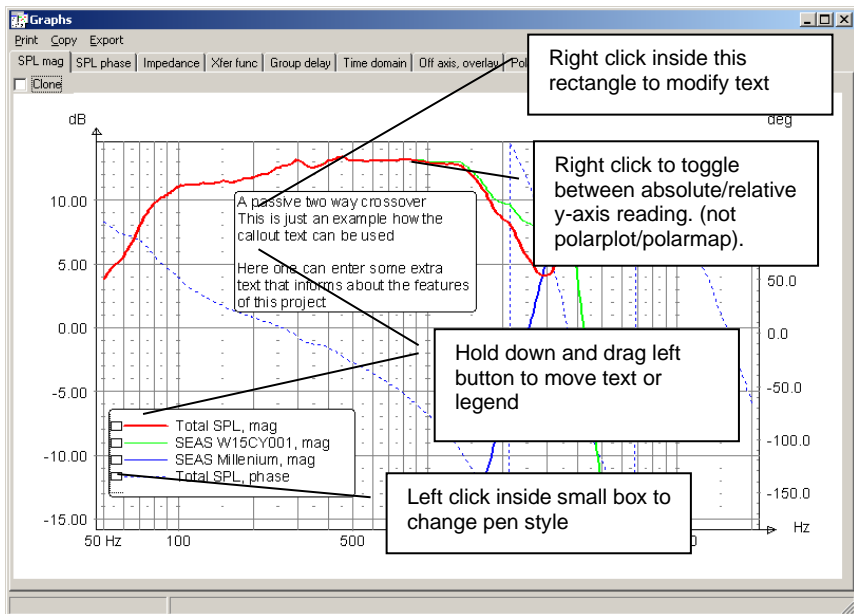 Graphs
Print Copy Export
SPL mag SPL phase Impedance Xfer func Group delay Time domain Off axis, overlay
Clone
Right click inside this
rectangle to modify text
dB
deg
Right click to toggle
between absolute/relative
y-axis reading. (not
polarplot/polarmap).
10.00
5.00
0.00
-5.00
-10.00
-15.00
A passive two way crossover
This is just an example how the
callout text can be used
Here one can enter some extra
text that informs about the features
of this project
50.0
0.0
-50.0
-100.0
-150.0
Hold down and drag left
button to move text or
legend
Total SPL, mag
SEAS W15CY001, mag
SEAS Millenium, mag
Total SPL, phase
Left click inside small box to
change pen style
50 Hz 100 500 Hz